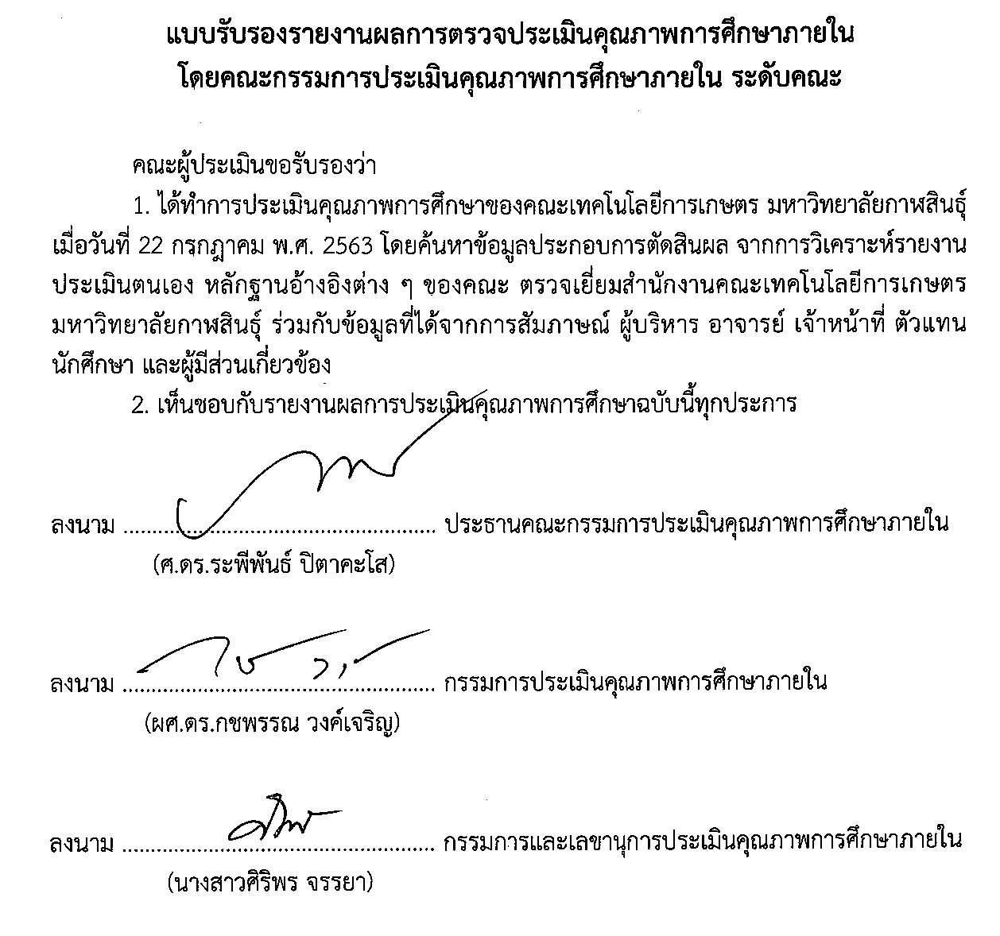 แบบรับรองรายงานผลการตรวจประเมินคุณภาพการศึกษาภายใน
โดยคณะกรรมการประเมินคุณภาพการศึกษาภายใน ระดับคณะ
คณะผู้ประเมินขอรับรองว่า
1. ได้ทำการประเมินคุณภาพการศึกษาของคณะเทคโนโลยีการเกษตร มหาวิทยาลัยกาฬสินธุ์
เมื่อวันที่ 22 กรกฎาคม พ.ศ. 2563 โดยค้นหาข้อมูลประกอบการตัดสินผล จากการวิเคราะห์รายงาน
ประเมินตนเอง หลักฐานอ้างอิงต่าง ๆ ของคณะ ตรวจเยี่ยมสำนักงานคณะเทคโนโลยีการเกษตร
มหาวิทยาลัยกาฬสินธุ์ ร่วมกับข้อมูลที่ได้จากการสัมภาษณ์ ผู้บริหาร อาจารย์ เจ้าหน้าที่ ตัวแทน
นักศึกษา และผู้มีส่วนเกี่ยวข้อง
2. เห็นชอบกับรายงานผลการประเมินคุณภาพการศึกษาฉบับนี้ทุกประการ
ลงนาม ........................................................ ประธานคณะกรรมการประเมินคุณภาพการศึกษาภายใน
(ศ.ดร.ระพีพันธ์ ปิตาคะโส)
ลงนาม ........................................................ กรรมการประเมินคุณภาพการศึกษาภายใน
(ผศ.ดร.กชพรรณ วงค์เจริญ)
ลงนาม ........................................................ กรรมการและเลขานุการประเมินคุณภาพการศึกษาภายใน
(นางสาวศิริพร จรรยา)